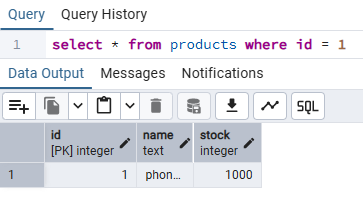 Query Query History
1 select * from products where id = 1
Data Output Messages Notifications
SQL
id name stock
[PK] integer text integer
1 1 phon... 1000